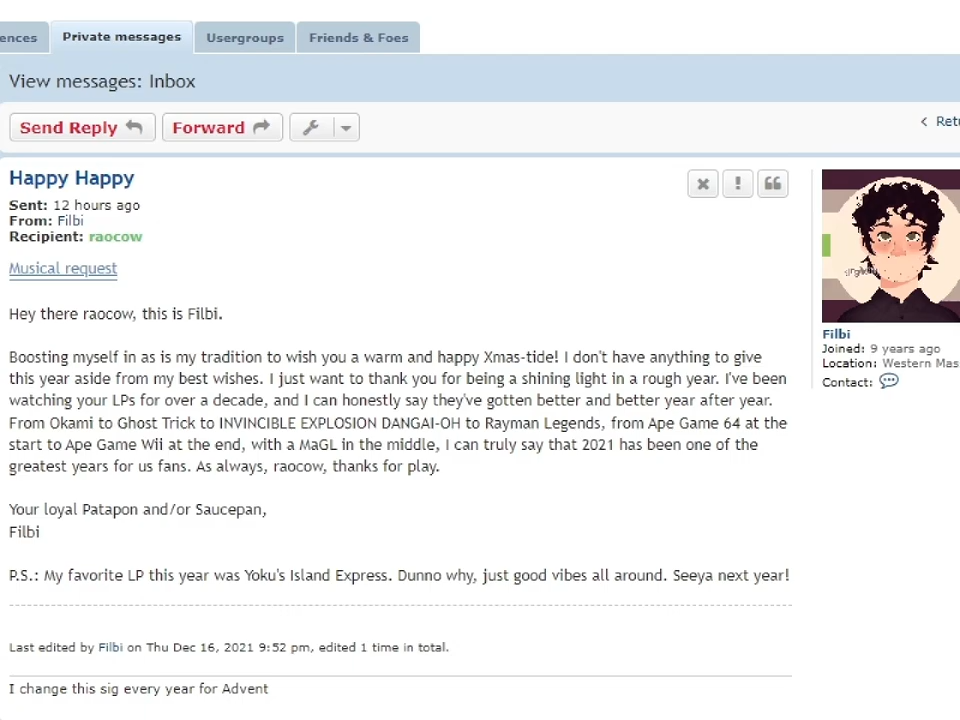 ences Private messages Usergroups Friends & Foes
View messages: Inbox
Send Reply Forward
Retu
Happy Happy
Sent: 12 hours ago
From: Filbi
Recipient: raocow
Musical request
Hey there raocow, this is Filbi.
Boosting myself in as is my tradition to wish you a warm and happy Xmas-tide! I don't have anything to give
this year aside from my best wishes. I just want to thank you for being a shining light in a rough year. I've been
watching your LPs for over a decade, and I can honestly say they've gotten better and better year after year.
From Okami to Ghost Trick to INVINCIBLE EXPLOSION DANGAI-OH to Rayman Legends, from Ape Game 64 at the
start to Ape Game Wii at the end, with a MaGL in the middle, I can truly say that 2021 has been one of the
greatest years for us fans. As always, raocow, thanks for play.
Your loyal Patapon and/or Saucepan,
Filbi
P.S.: My favorite LP this year was Yoku's Island Express. Dunno why, just good vibes all around. Seeya next year!
Last edited by Filbi on Thu Dec 16, 2021 9:52 pm, edited 1 time in total.
I change this sig every year for Advent
Filbi
Joined: 9 years ago
Location: Western Mas
Contact: